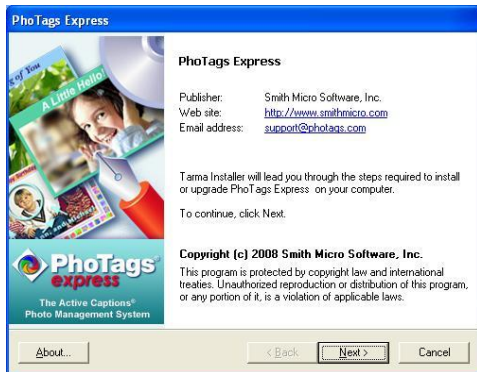 PhoTags Express
PhoTags Express
Publisher: Smith Micro Software, Inc.
Web site: http://www.smithmicro.com
Email address: support@photags.com
Tarma Installer will lead you through the steps required to install
or upgrade PhoTags Express on your computer.
To continue, click Next.
Copyright (c) 2008 Smith Micro Software, Inc.
This program is protected by copyright law and international
treaties. Unauthorized reproduction or distribution of this program,
or any portion of it, is a violation of applicable laws.
of You
A Little Hello!
PhoTags®
express
The Active Captions®
Photo Management System
About...
< Back
Next >
Cancel